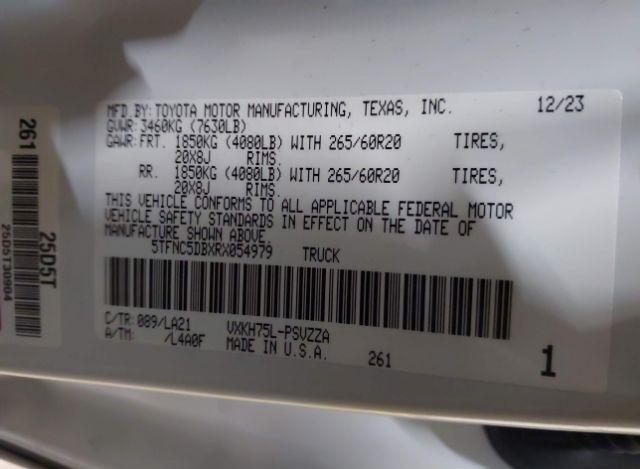 MFD.BY:TOYOTA MOTOR MANUFACTURING, TEXAS, INC. 12/23
GVWR:3460KG (7630LB)
GAWR:FRT. 1850KG (4080LB) WITH 265/60R20 TIRES,
20X8J RIMS.
RR. 1850KG (4080LB) WITH 265/60R20 TIRES,
20X8J RIMS.
THIS VEHICLE CONFORMS TO ALL APPLICABLE FEDERAL MOTOR
VEHICLE SAFETY STANDARDS IN EFFECT ON THE DATE OF
MANUFACTURE SHOWN ABOVE.
5TFNC5DBXRX054979 TRUCK
C/TR:089/LA21 VXKH75L-PSVZZA
A/TM: /L4A0F MADE IN U.S.A. 261 1
261
25D5T
25D5T30904